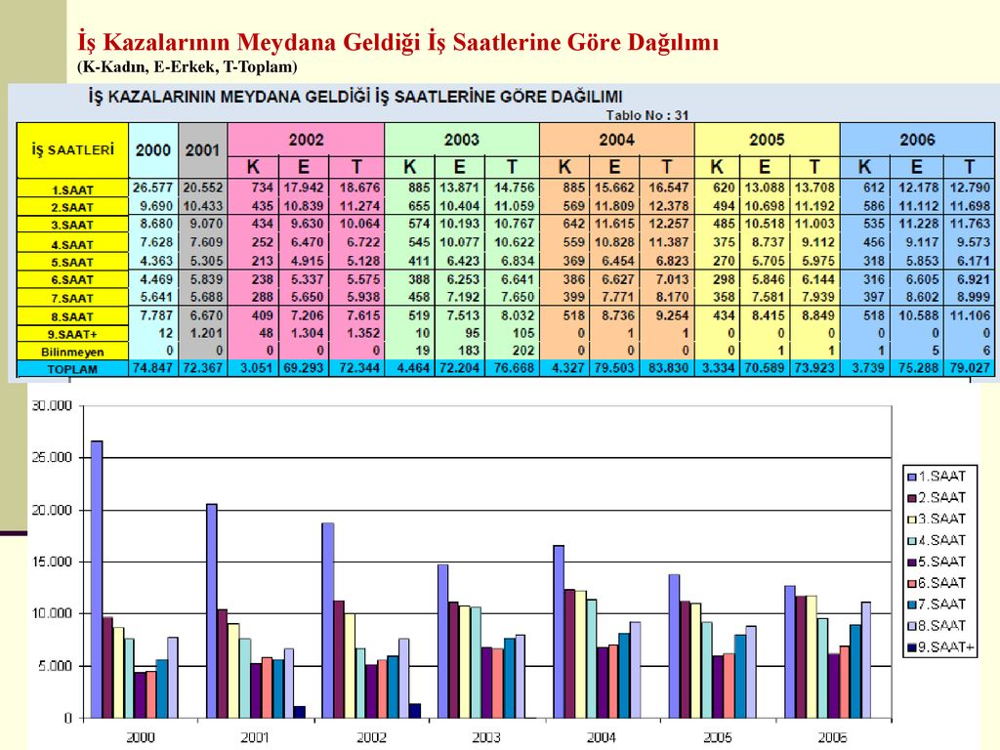 İş Kazalarının Meydana Geldiği İş Saatlerine Göre Dağılımı
(K-Kadın, E-Erkek, T-Toplam)
İŞ KAZALARININ MEYDANA GELDİĞİ İŞ SAATLERİNE GÖRE DAĞILIMI
Tablo No : 31
İŞ SAATLERİ 2000 2001 2002 2003 2004 2005 2006
K E T K E T K E T K E T K E T
1.SAAT 26.577 20.552 734 17.942 18.676 885 13.871 14.756 885 15.662 16.547 620 13.088 13.708 612 12.178 12.790
2.SAAT 9.690 10.433 435 10.839 11.274 655 10.404 11.059 569 11.809 12.378 494 10.698 11.192 586 11.112 11.698
3.SAAT 8.680 9.070 434 9.630 10.064 574 10.193 10.767 642 11.615 12.257 485 10.518 11.003 535 11.228 11.763
4.SAAT 7.628 7.609 252 6.470 6.722 545 10.077 10.622 559 10.828 11.387 375 8.737 9.112 456 9.117 9.573
5.SAAT 4.363 5.305 213 4.915 5.128 411 6.423 6.834 369 6.454 6.823 270 5.705 5.975 318 5.853 6.171
6.SAAT 4.469 5.839 238 5.337 5.575 388 6.253 6.641 386 6.627 7.013 298 5.846 6.144 316 6.605 6.921
7.SAAT 5.641 5.688 288 5.650 5.938 458 7.192 7.650 399 7.771 8.170 358 7.581 7.939 397 8.602 8.999
8.SAAT 7.787 6.670 409 7.206 7.615 519 7.513 8.032 518 8.736 9.254 434 8.415 8.849 518 10.588 11.106
9.SAAT+ 12 1.201 48 1.304 1.352 10 95 105 0 1 1 0 0 0 0 0 0
Bilinmeyen 0 0 0 0 0 19 183 202 0 0 0 0 1 1 1 5 6
TOPLAM 74.847 72.367 3.051 69.293 72.344 4.464 72.204 76.668 4.327 79.503 83.830 3.334 70.589 73.923 3.739 75.288 79.027
30.000
25.000
20.000
15.000
10.000
5.000
0
2000 2001 2002 2003 2004 2005 2006
1.SAAT
2.SAAT
3.SAAT
4.SAAT
5.SAAT
6.SAAT
7.SAAT
8.SAAT
9.SAAT+